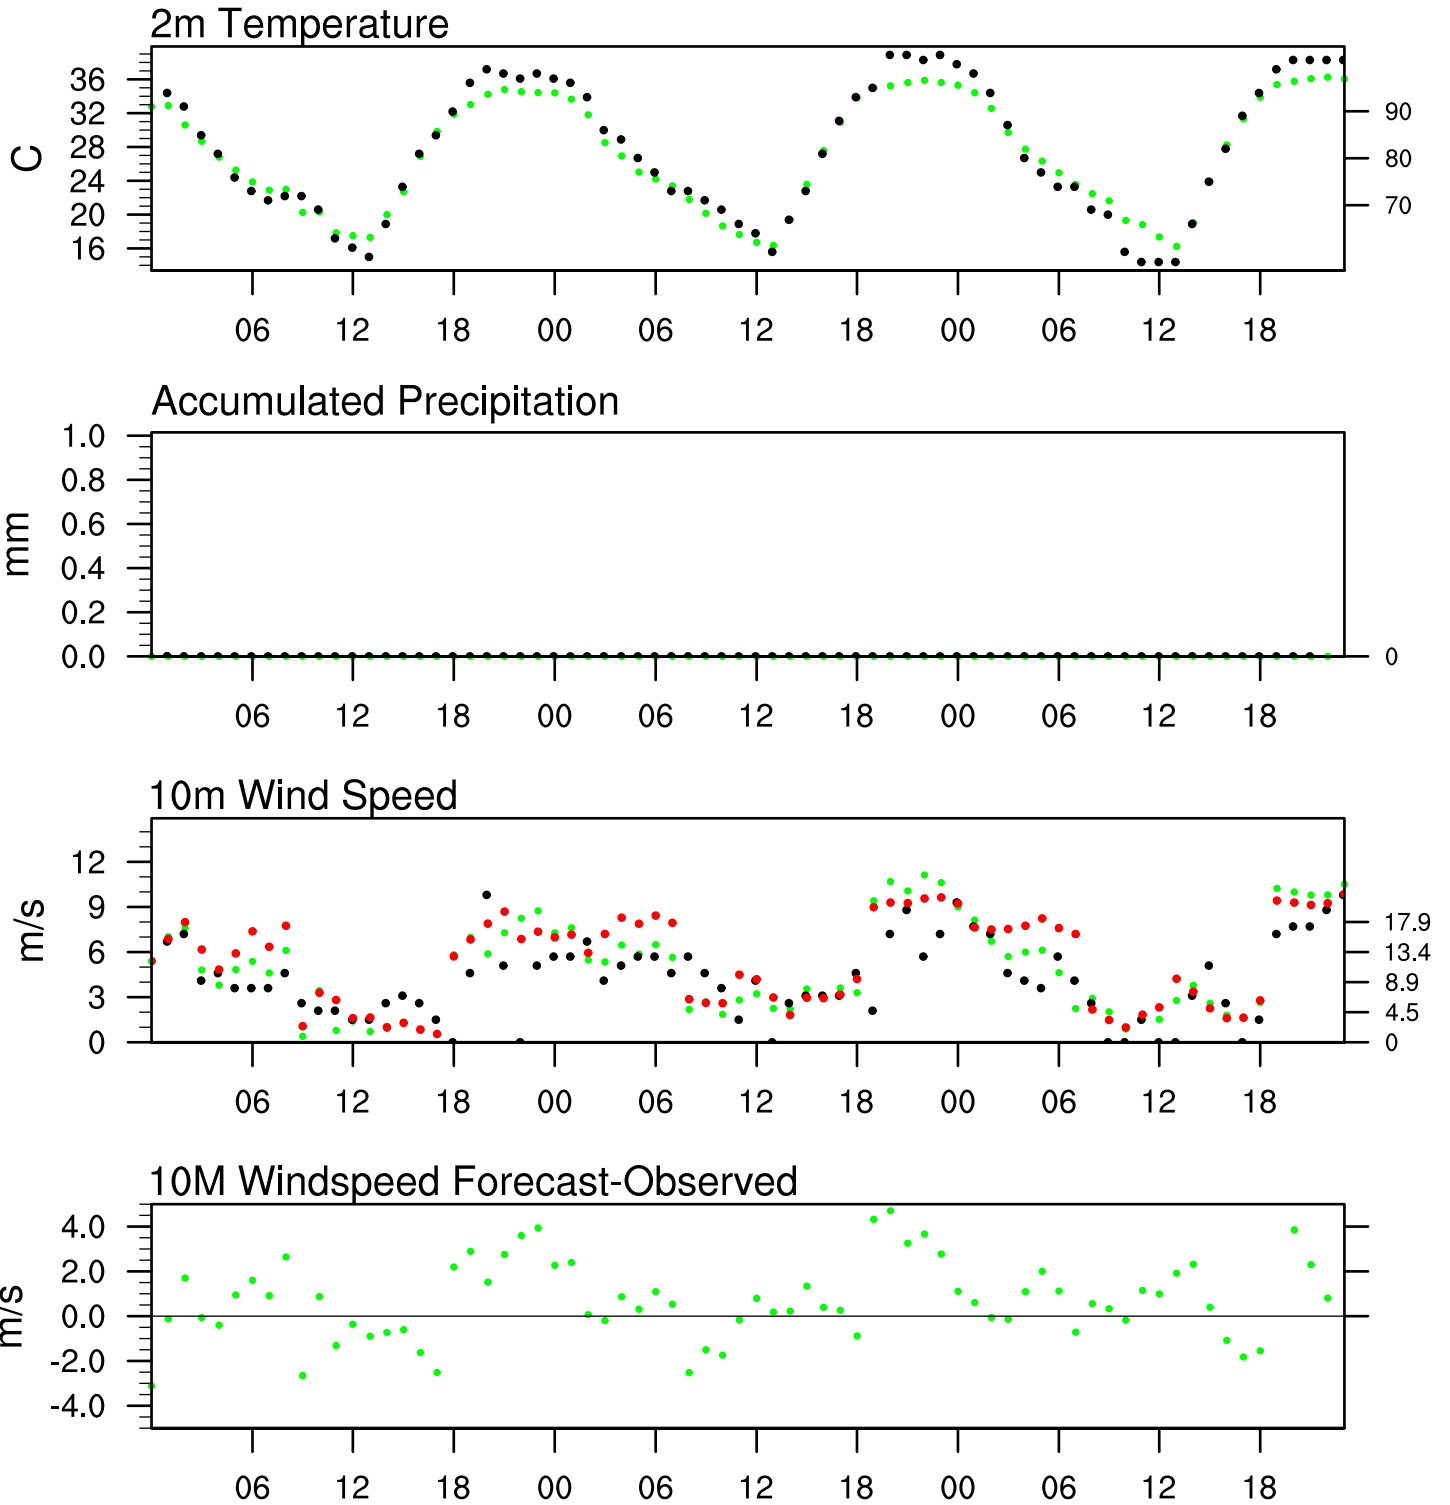 2m Temperature
36
32
28
24
20
16
C
90
80
70
06 12 18 00 06 12 18 00 06 12 18
Accumulated Precipitation
1.0
0.8
0.6
0.4
0.2
0.0
mm
0
06 12 18 00 06 12 18 00 06 12 18
10m Wind Speed
12
9
6
3
0
m/s
17.9
13.4
8.9
4.5
0
06 12 18 00 06 12 18 00 06 12 18
10M Windspeed Forecast-Observed
4.0
2.0
0.0
-2.0
-4.0
m/s
06 12 18 00 06 12 18 00 06 12 18